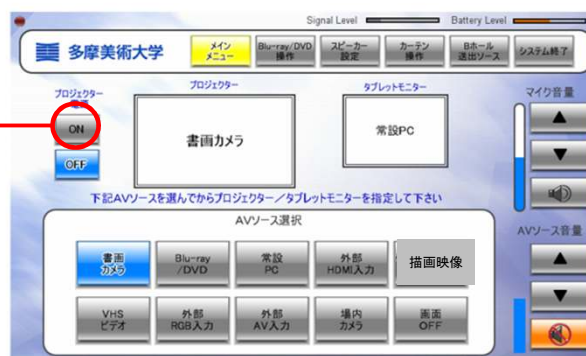 Signal Level
Battery Level
多摩美術大学
メイン
メニュー
Blu-ray/DVD
操作
スピーカー
設定
カーテン
操作
Bホール
送出ソース
システム終了
プロジェクター
電源
ON
OFF
プロジェクター
書画カメラ
タブレットモニター
常設PC
マイク音量
下記AVソースを選んでからプロジェクター/タブレットモニターを指定して下さい
AVソース選択
書画
カメラ
Blu-ray
/DVD
常設
PC
外部
HDMI入力
描画映像
VHS
ビデオ
外部
RGB入力
外部
AV入力
場内
カメラ
画面
OFF
AVソース音量